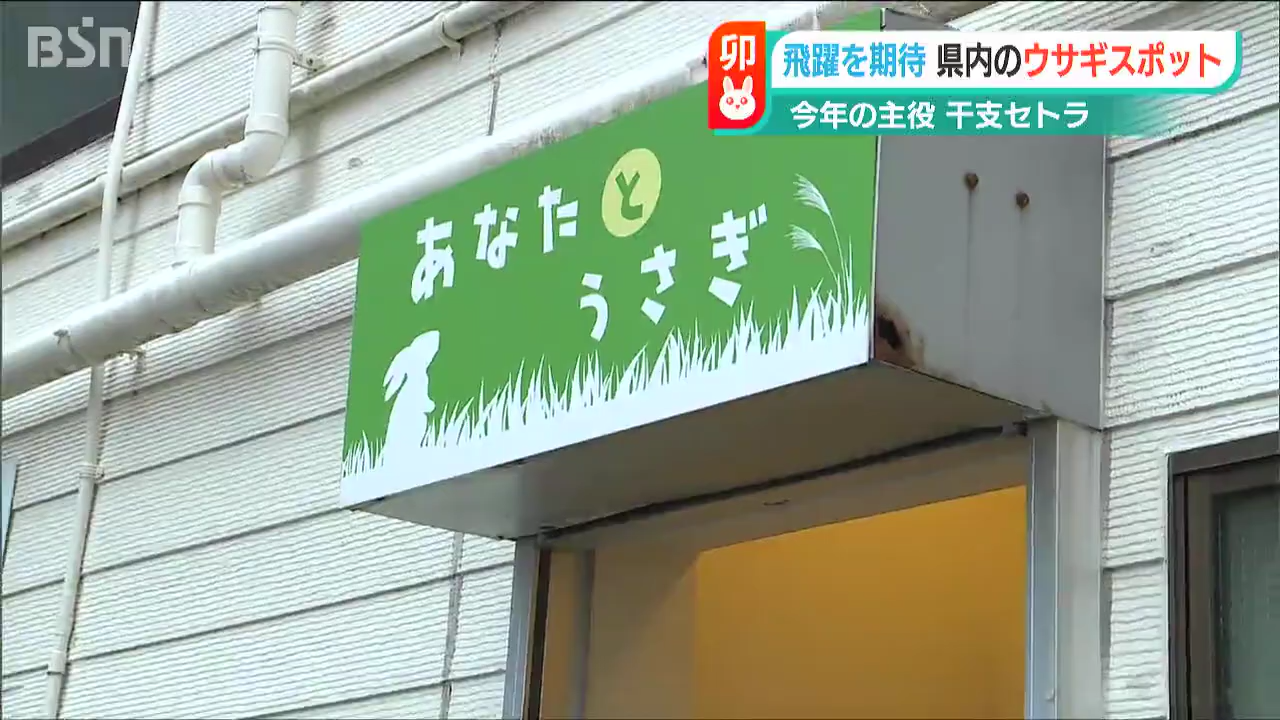 BSN
卯
飛躍を期待 県内のウサギスポット
今年の主役 干支セトラ
あなたと
うさぎ